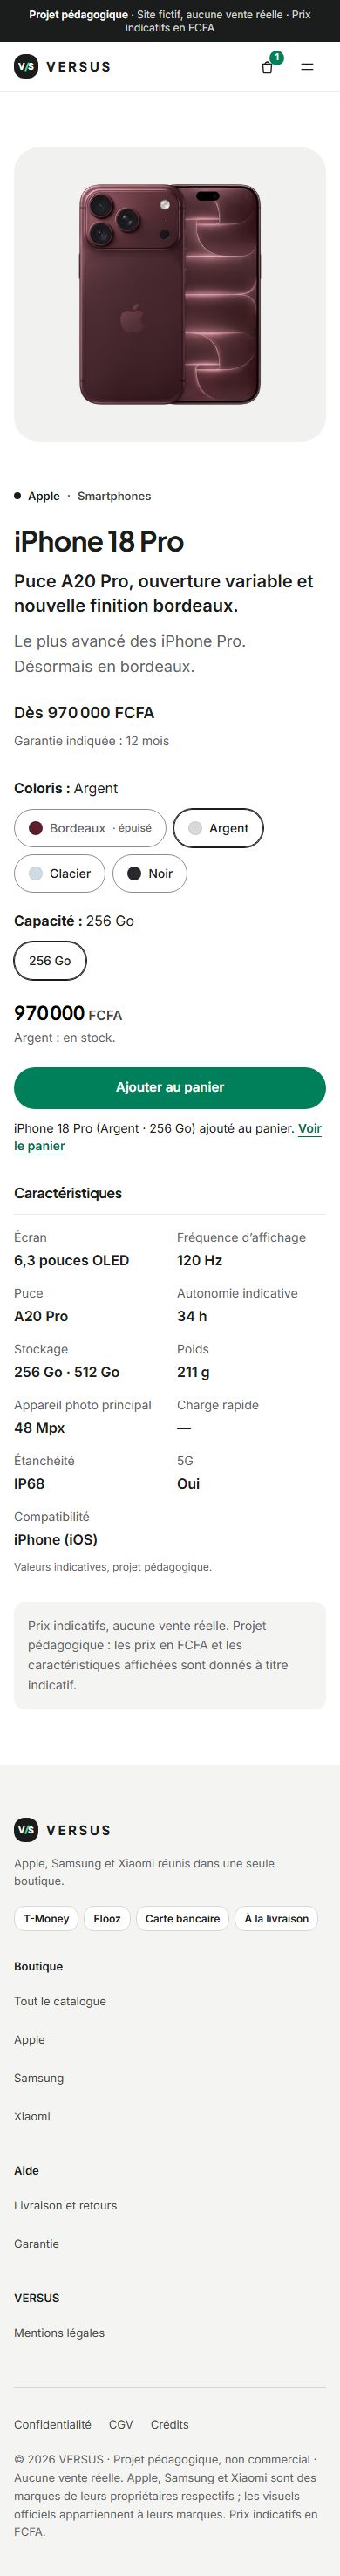 Projet pédagogique · Site fictif, aucune vente réelle · Prix
indicatifs en FCFA
V/S VERSUS
1
Apple · Smartphones
iPhone 18 Pro
Puce A20 Pro, ouverture variable et
nouvelle finition bordeaux.
Le plus avancé des iPhone Pro.
Désormais en bordeaux.
Dès 970 000 FCFA
Garantie indiquée : 12 mois
Coloris : Argent
Bordeaux · épuisé
Argent
Glacier
Noir
Capacité : 256 Go
256 Go
970 000 FCFA
Argent : en stock.
Ajouter au panier
iPhone 18 Pro (Argent · 256 Go) ajouté au panier. Voir
le panier
Caractéristiques
Écran
Fréquence d’affichage
6,3 pouces OLED
120 Hz
Puce
Autonomie indicative
A20 Pro
34 h
Stockage
Poids
256 Go · 512 Go
211 g
Appareil photo principal
Charge rapide
48 Mpx
—
Étanchéité
5G
IP68
Oui
Compatibilité
iPhone (iOS)
Valeurs indicatives, projet pédagogique.
Prix indicatifs, aucune vente réelle. Projet
pédagogique : les prix en FCFA et les
caractéristiques affichées sont donnés à titre
indicatif.
V/S VERSUS
Apple, Samsung et Xiaomi réunis dans une seule
boutique.
T-Money
Flooz
Carte bancaire
À la livraison
Boutique
Tout le catalogue
Apple
Samsung
Xiaomi
Aide
Livraison et retours
Garantie
VERSUS
Mentions légales
Confidentialité
CGV
Crédits
© 2026 VERSUS · Projet pédagogique, non commercial ·
Aucune vente réelle. Apple, Samsung et Xiaomi sont des
marques de leurs propriétaires respectifs ; les visuels
officiels appartiennent à leurs marques. Prix indicatifs en
FCFA.